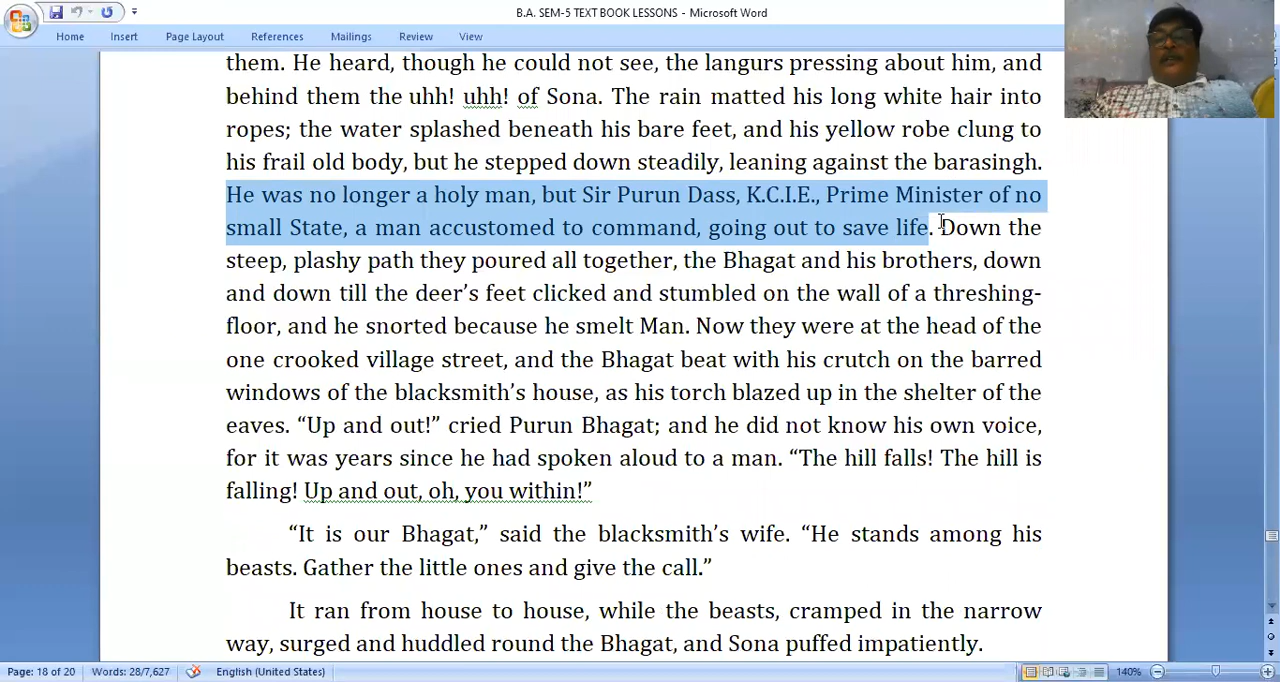 B.A. SEM-5 TEXT BOOK LESSONS - Microsoft Word
Home Insert Page Layout References Mailings Review View
them. He heard, though he could not see, the langurs pressing about him, and
behind them the uhh! uhh! of Sona. The rain matted his long white hair into
ropes; the water splashed beneath his bare feet, and his yellow robe clung to
his frail old body, but he stepped down steadily, leaning against the barasingh.
He was no longer a holy man, but Sir Purun Dass, K.C.I.E., Prime Minister of no
small State, a man accustomed to command, going out to save life. Down the
steep, plashy path they poured all together, the Bhagat and his brothers, down
and down till the deer’s feet clicked and stumbled on the wall of a threshing-
floor, and he snorted because he smelt Man. Now they were at the head of the
one crooked village street, and the Bhagat beat with his crutch on the barred
windows of the blacksmith’s house, as his torch blazed up in the shelter of the
eaves. “Up and out!” cried Purun Bhagat; and he did not know his own voice,
for it was years since he had spoken aloud to a man. “The hill falls! The hill is
falling! Up and out, oh, you within!”
“It is our Bhagat,” said the blacksmith’s wife. “He stands among his
beasts. Gather the little ones and give the call.”
It ran from house to house, while the beasts, cramped in the narrow
way, surged and huddled round the Bhagat, and Sona puffed impatiently.
Page: 18 of 20 Words: 28/7,627 English (United States) 140%